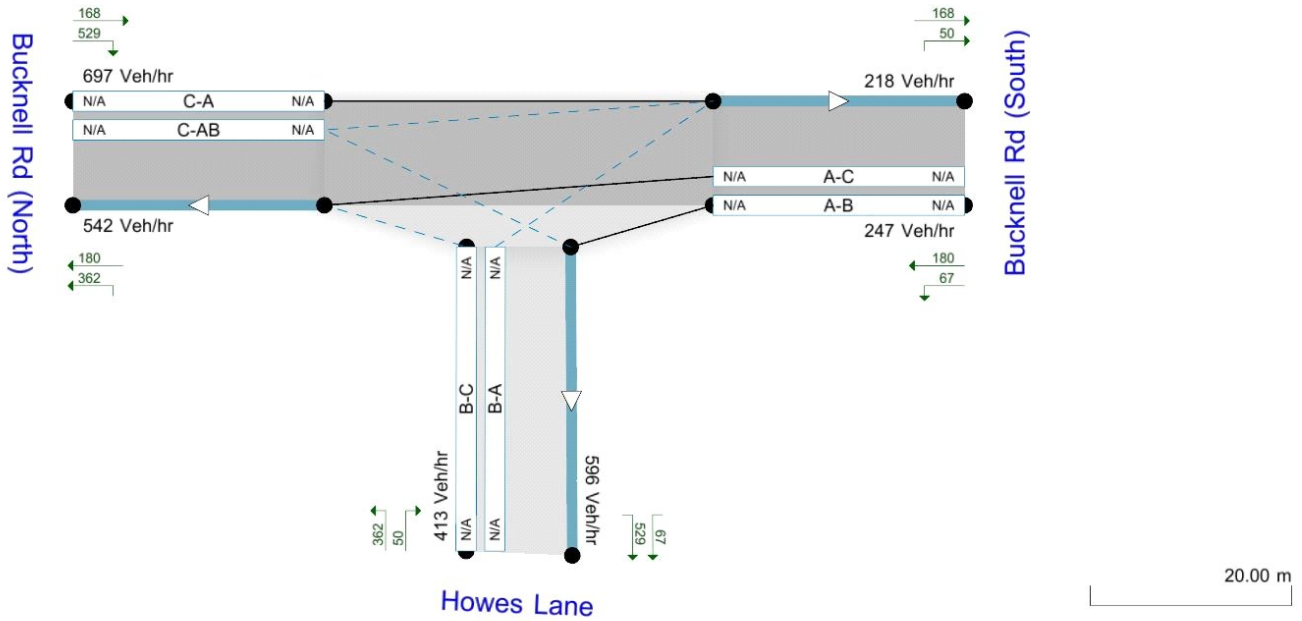 168
529
168
50
697 Veh/hr
218 Veh/hr
N/A C-A N/A
N/A C-AB N/A
N/A A-C N/A
N/A A-B N/A
542 Veh/hr
247 Veh/hr
180
362
180
67
Bucknell Rd (North)
Bucknell Rd (South)
N/A B-C N/A
N/A B-A N/A
413 Veh/hr
596 Veh/hr
362
50
529
67
Howes Lane
20.00 m